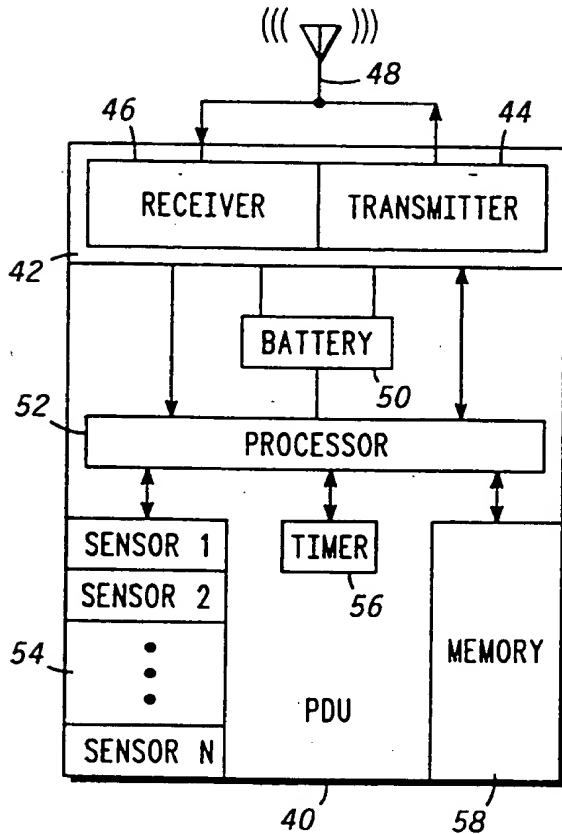 48
46
44
RECEIVER
TRANSMITTER
42
BATTERY
50
52
PROCESSOR
SENSOR 1
SENSOR 2
54
SENSOR N
TIMER
56
PDU
40
MEMORY
58